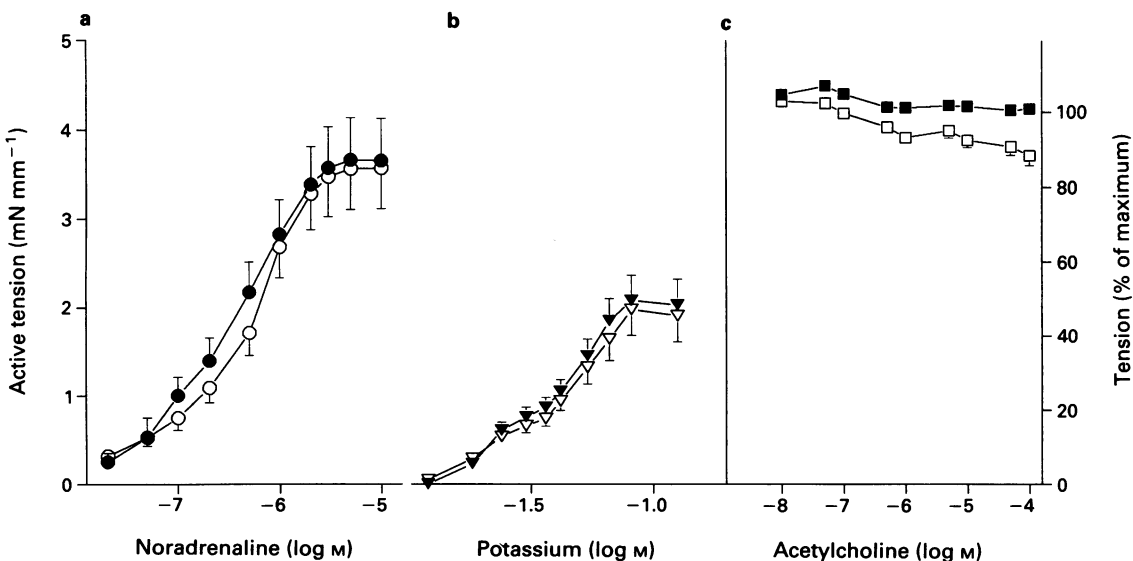 a
b
c
5
4
3
2
1
0
Active tension (mN mm−1)
−7
−6
−5
Noradrenaline (log M)
−1.5
−1.0
Potassium (log M)
−8
−7
−6
−5
−4
Acetylcholine (log M)
100
80
60
40
20
0
Tension (% of maximum)